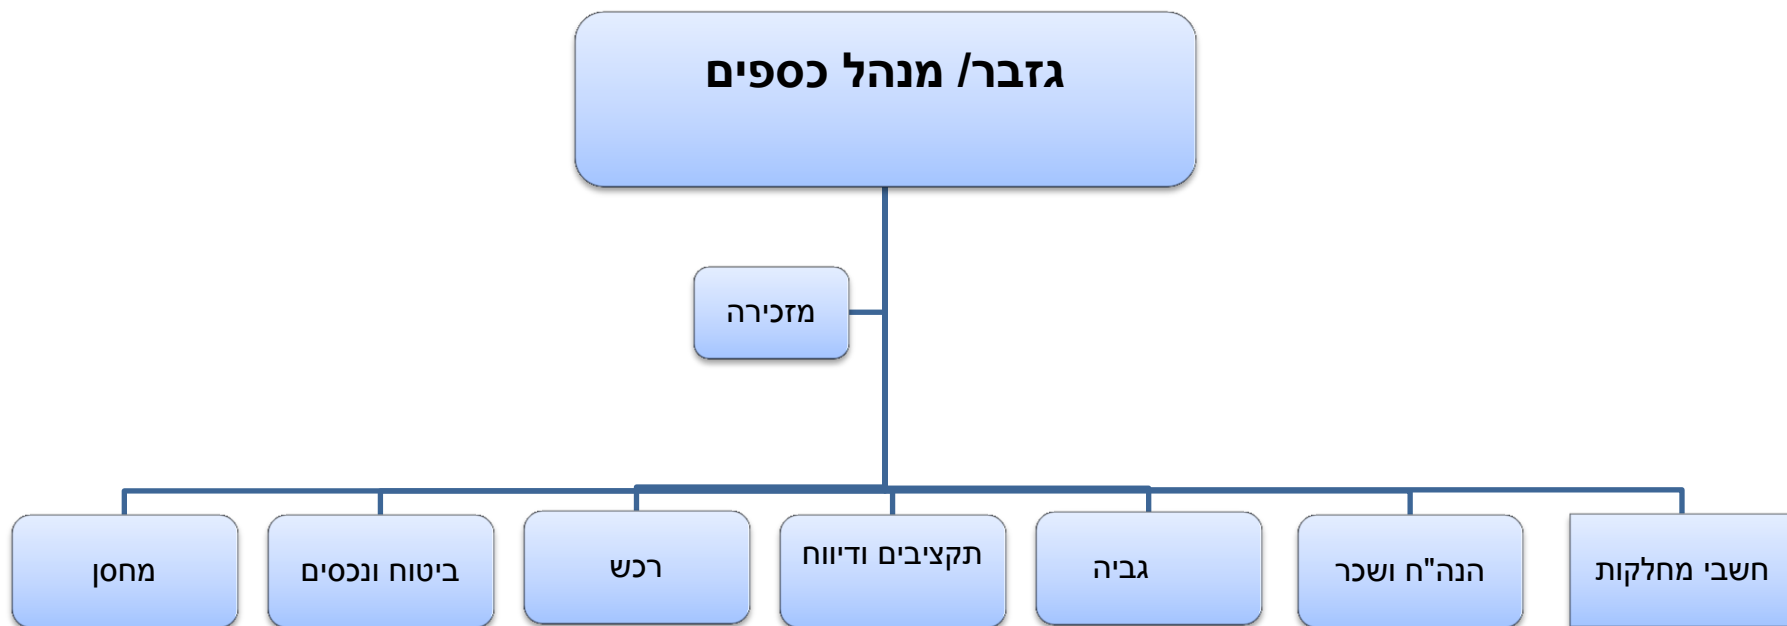 גזבר/ מנהל כספים
מזכירה
חשבי מחלקות
הנה"ח ושכר
גביה
תקציבים ודיווח
רכש
ביטוח ונכסים
מחסן